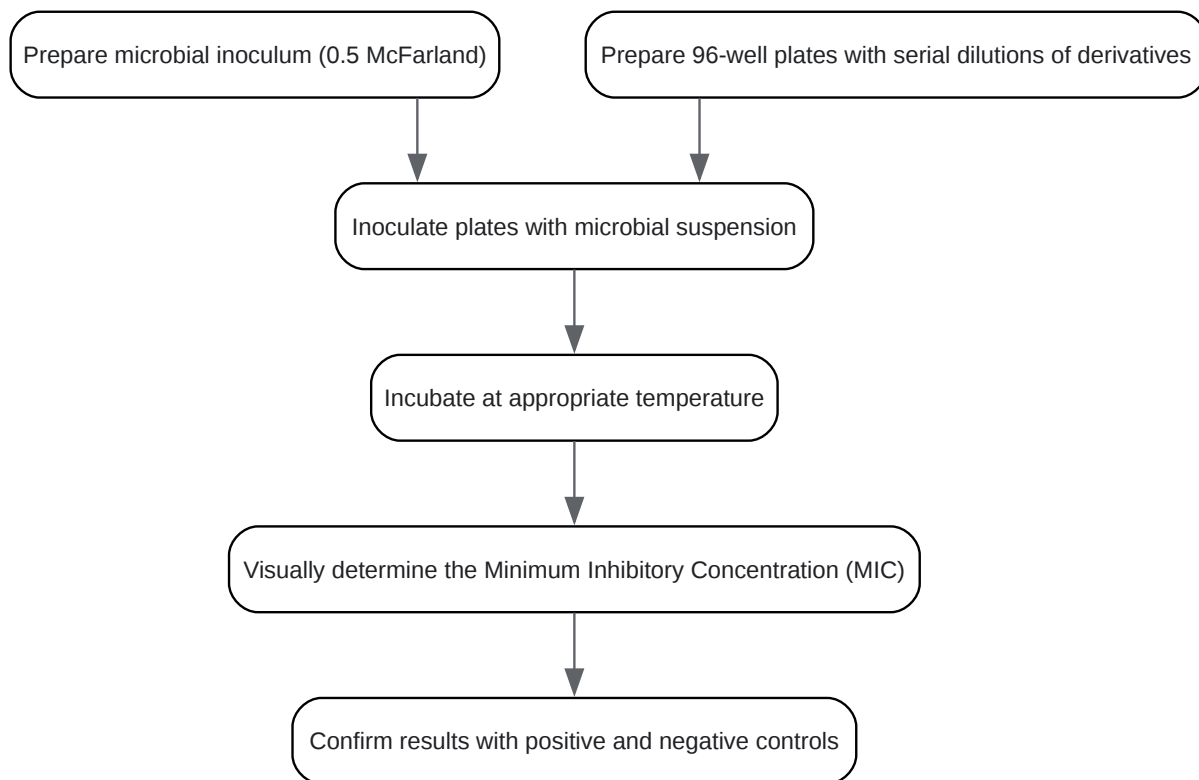 Prepare microbial inoculum (0.5 McFarland)
Prepare 96-well plates with serial dilutions of derivatives
Inoculate plates with microbial suspension
Incubate at appropriate temperature
Visually determine the Minimum Inhibitory Concentration (MIC)
Confirm results with positive and negative controls